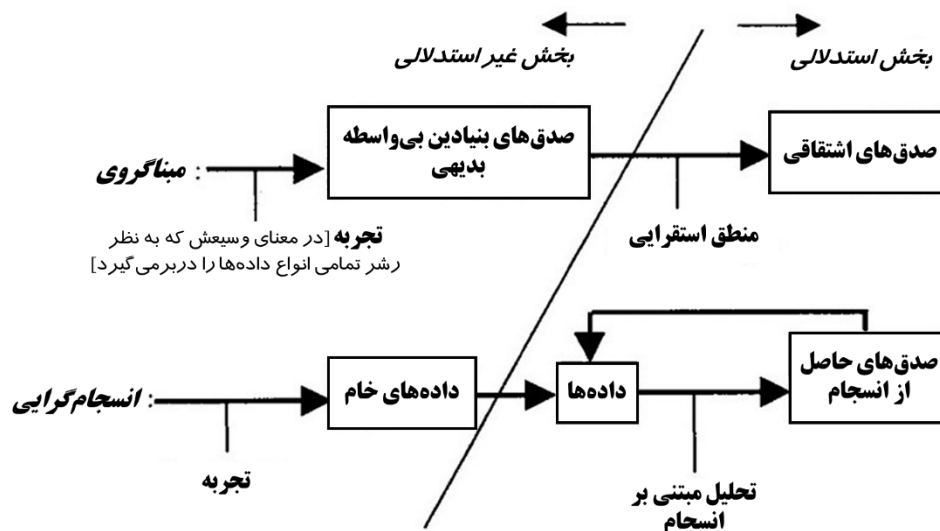 بخش استدلالی
بخش غیر استدلالی
مبناگروی :
صدق‌های بنیادین بی‌واسطه
بدیهی
صدق‌های اشتقاقی
تجربه [در معنای وسیعش که به نظر
رشر تمامی انواع داده‌ها را دربرمی‌گیرد]
منطق استقرایی
انسجام‌گرایی :
داده‌های خام
داده‌ها
صدق‌های حاصل
از انسجام
تجربه
تحلیل مبتنی بر
انسجام